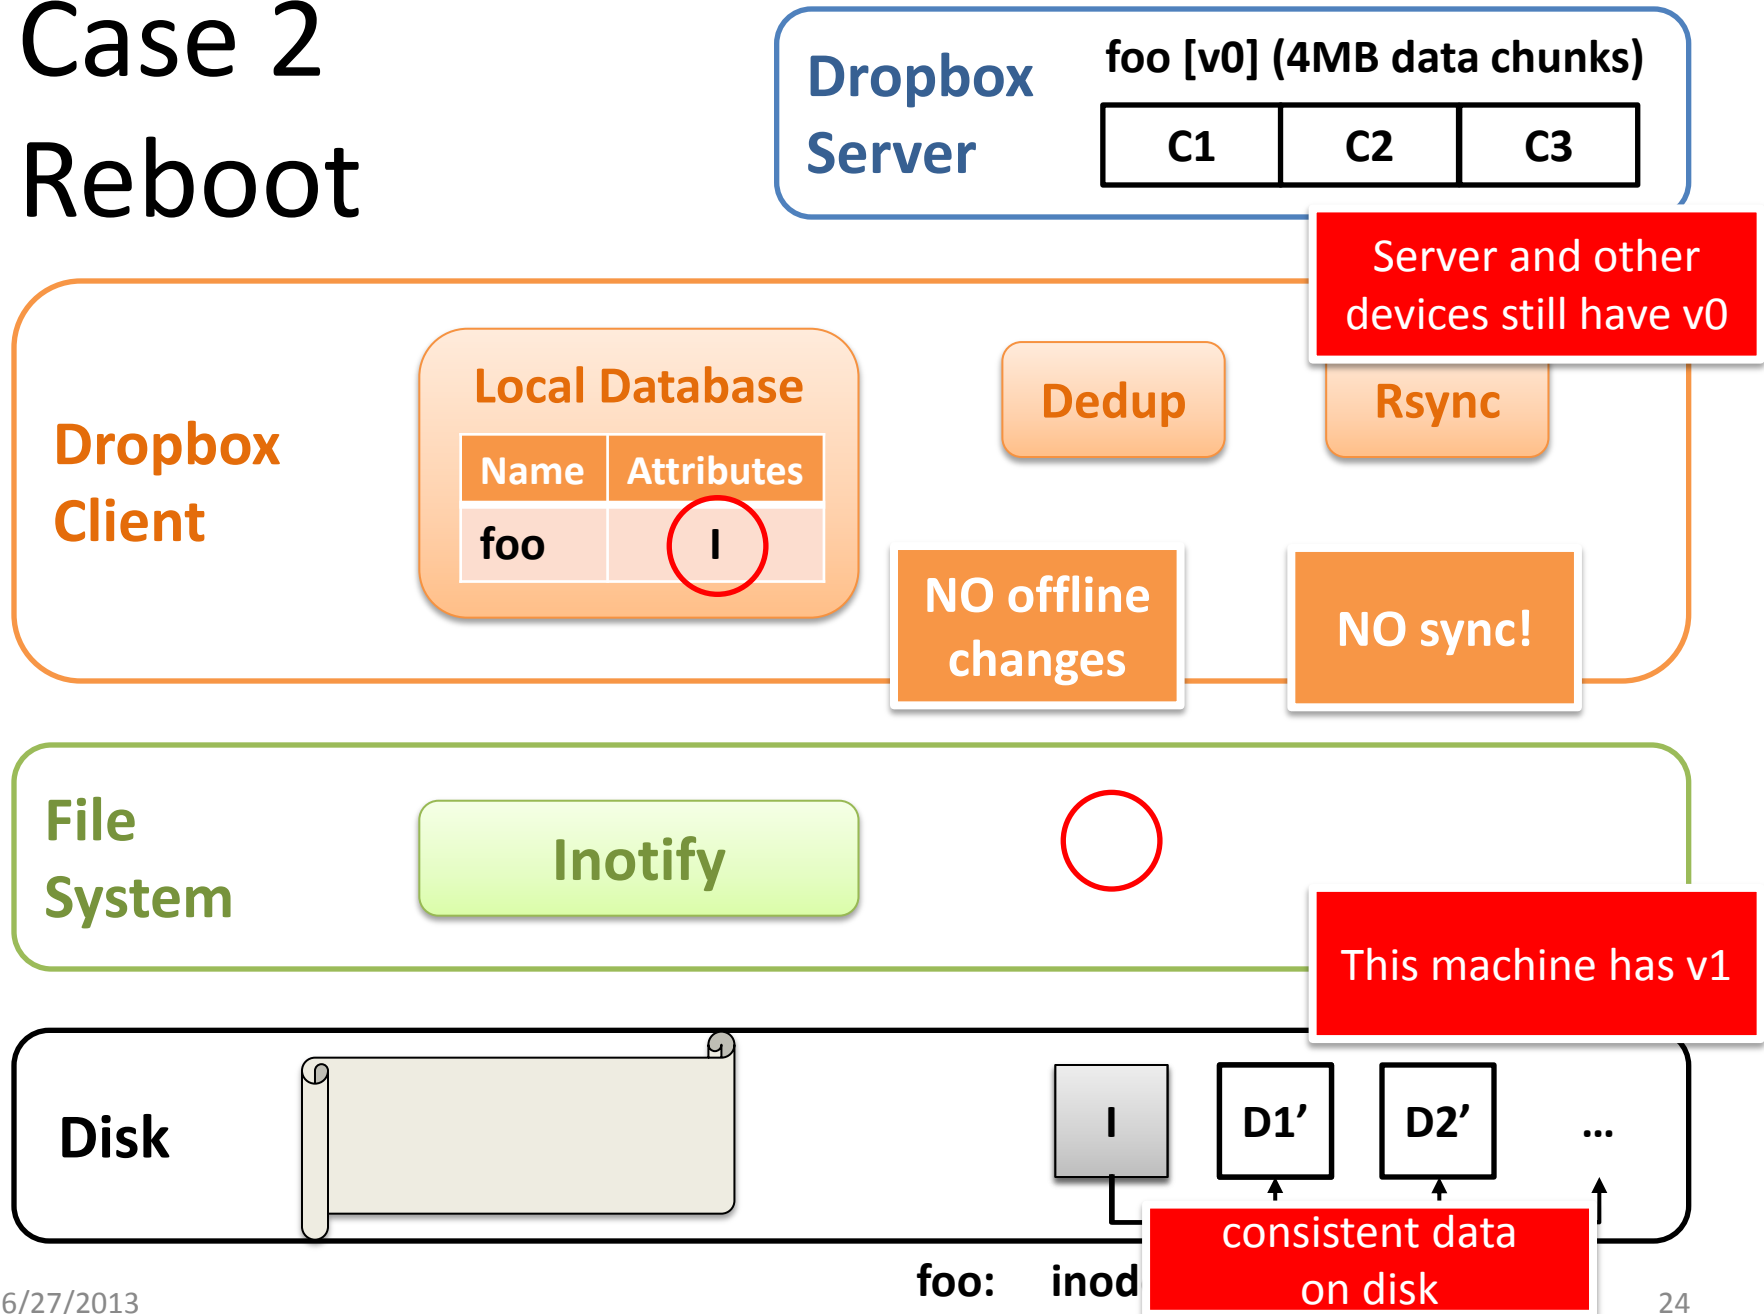 Case 2
Reboot
Dropbox
Server
foo [v0] (4MB data chunks)
C1 C2 C3
Server and other
devices still have v0
Dropbox
Client
Local Database
Name Attributes
foo I
Dedup
Rsync
NO offline
changes
NO sync!
File
System
Inotify
This machine has v1
Disk
I D1’ D2’ ...
consistent data
on disk
foo:
6/27/2013
24